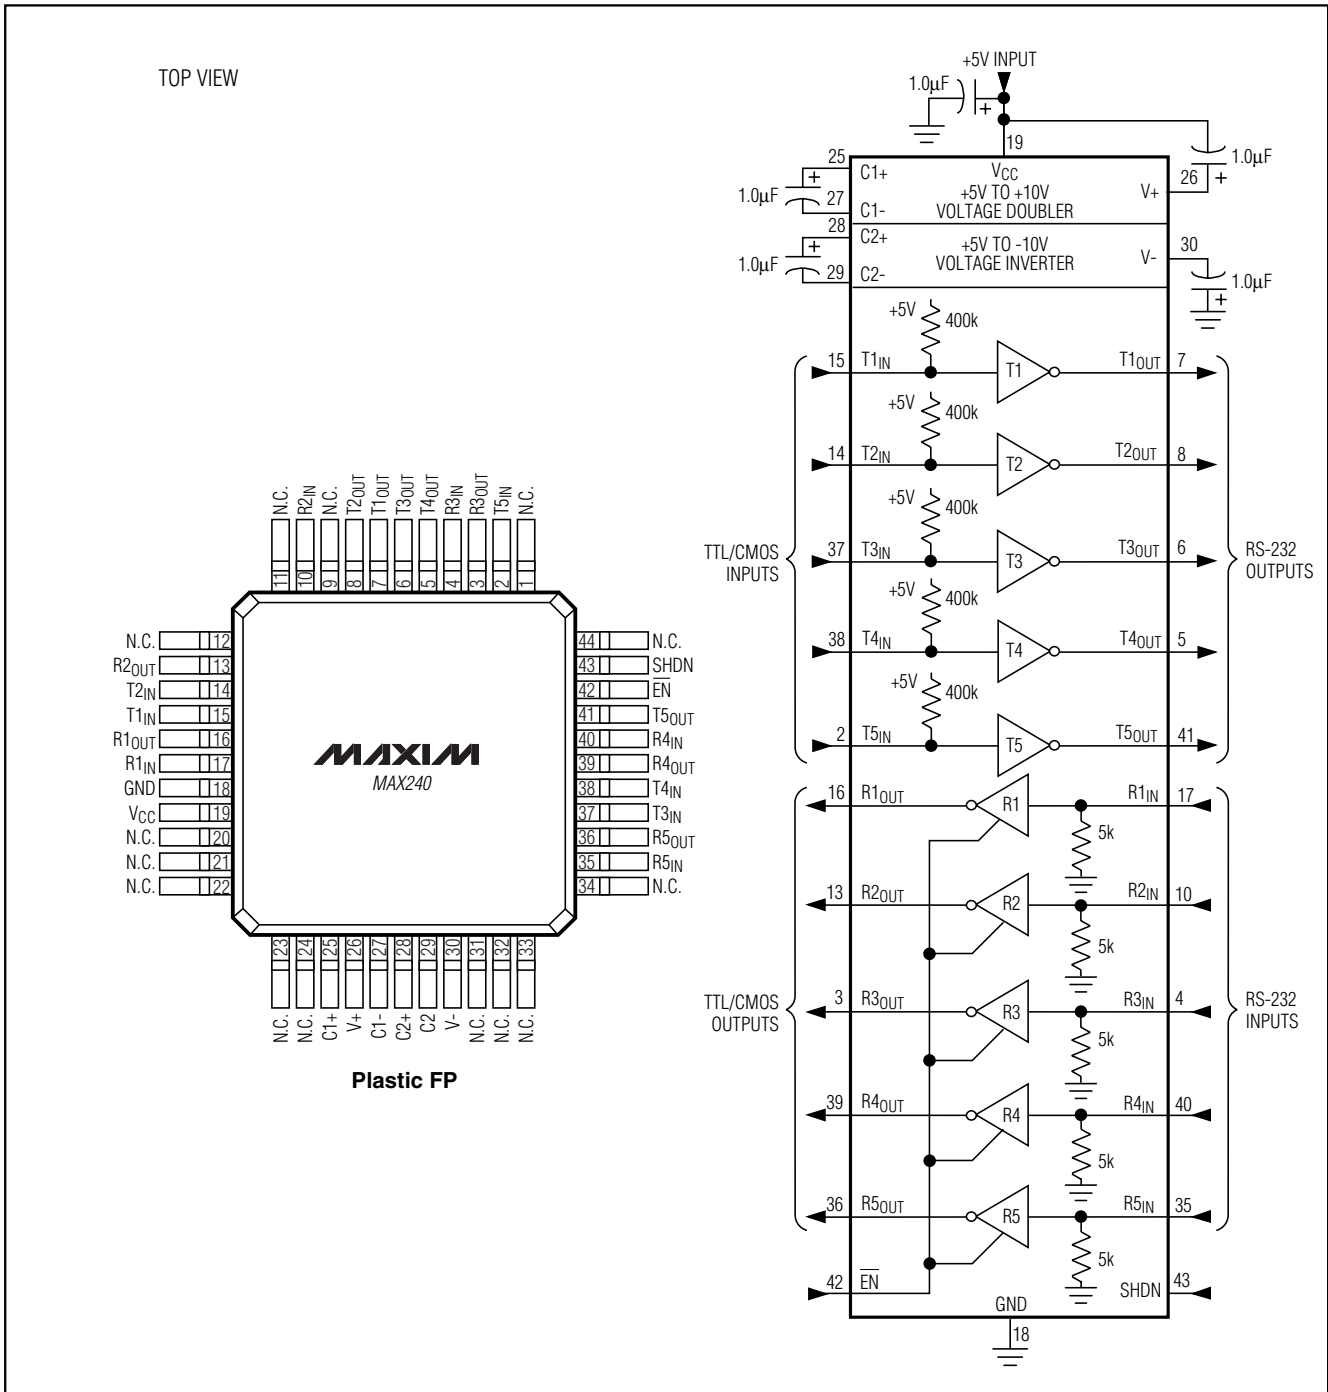 TOP VIEW
N.C.
R2IN
N.C.
T2OUT
T1OUT
T3OUT
T4OUT
R3IN
R3OUT
T5IN
N.C.
11
10
9
8
7
6
5
4
3
2
1
N.C. 12
R2OUT 13
T2IN 14
T1IN 15
R1OUT 16
R1IN 17
GND 18
VCC 19
N.C. 20
N.C. 21
N.C. 22
MAXIM
MAX240
44 N.C.
43 SHDN
42 EN
41 T5OUT
40 R4IN
39 R4OUT
38 T4IN
37 T3IN
36 R5OUT
35 R5IN
34 N.C.
23
24
25
26
27
28
29
30
31
32
33
N.C.
N.C.
C1+
V+
C1-
C2+
C2
V-
N.C.
N.C.
N.C.
Plastic FP
+5V INPUT
1.0µF
+
19
25
C1+
VCC
+5V TO +10V
VOLTAGE DOUBLER
V+
26
1.0µF
+
1.0µF
+
27
C1-
28
C2+
+5V TO -10V
VOLTAGE INVERTER
V-
30
1.0µF
+
1.0µF
+
29
C2-
+5V
400k
15 T1IN T1 T1OUT 7
+5V
400k
14 T2IN T2 T2OUT 8
+5V
400k
TTL/CMOS
INPUTS
37 T3IN T3 T3OUT 6
RS-232
OUTPUTS
+5V
400k
38 T4IN T4 T4OUT 5
+5V
400k
2 T5IN T5 T5OUT 41
16 R1OUT R1 R1IN 17
5k
13 R2OUT R2 R2IN 10
5k
TTL/CMOS
OUTPUTS
3 R3OUT R3 R3IN 4
RS-232
INPUTS
5k
39 R4OUT R4 R4IN 40
5k
36 R5OUT R5 R5IN 35
5k
42 EN
SHDN 43
GND
18